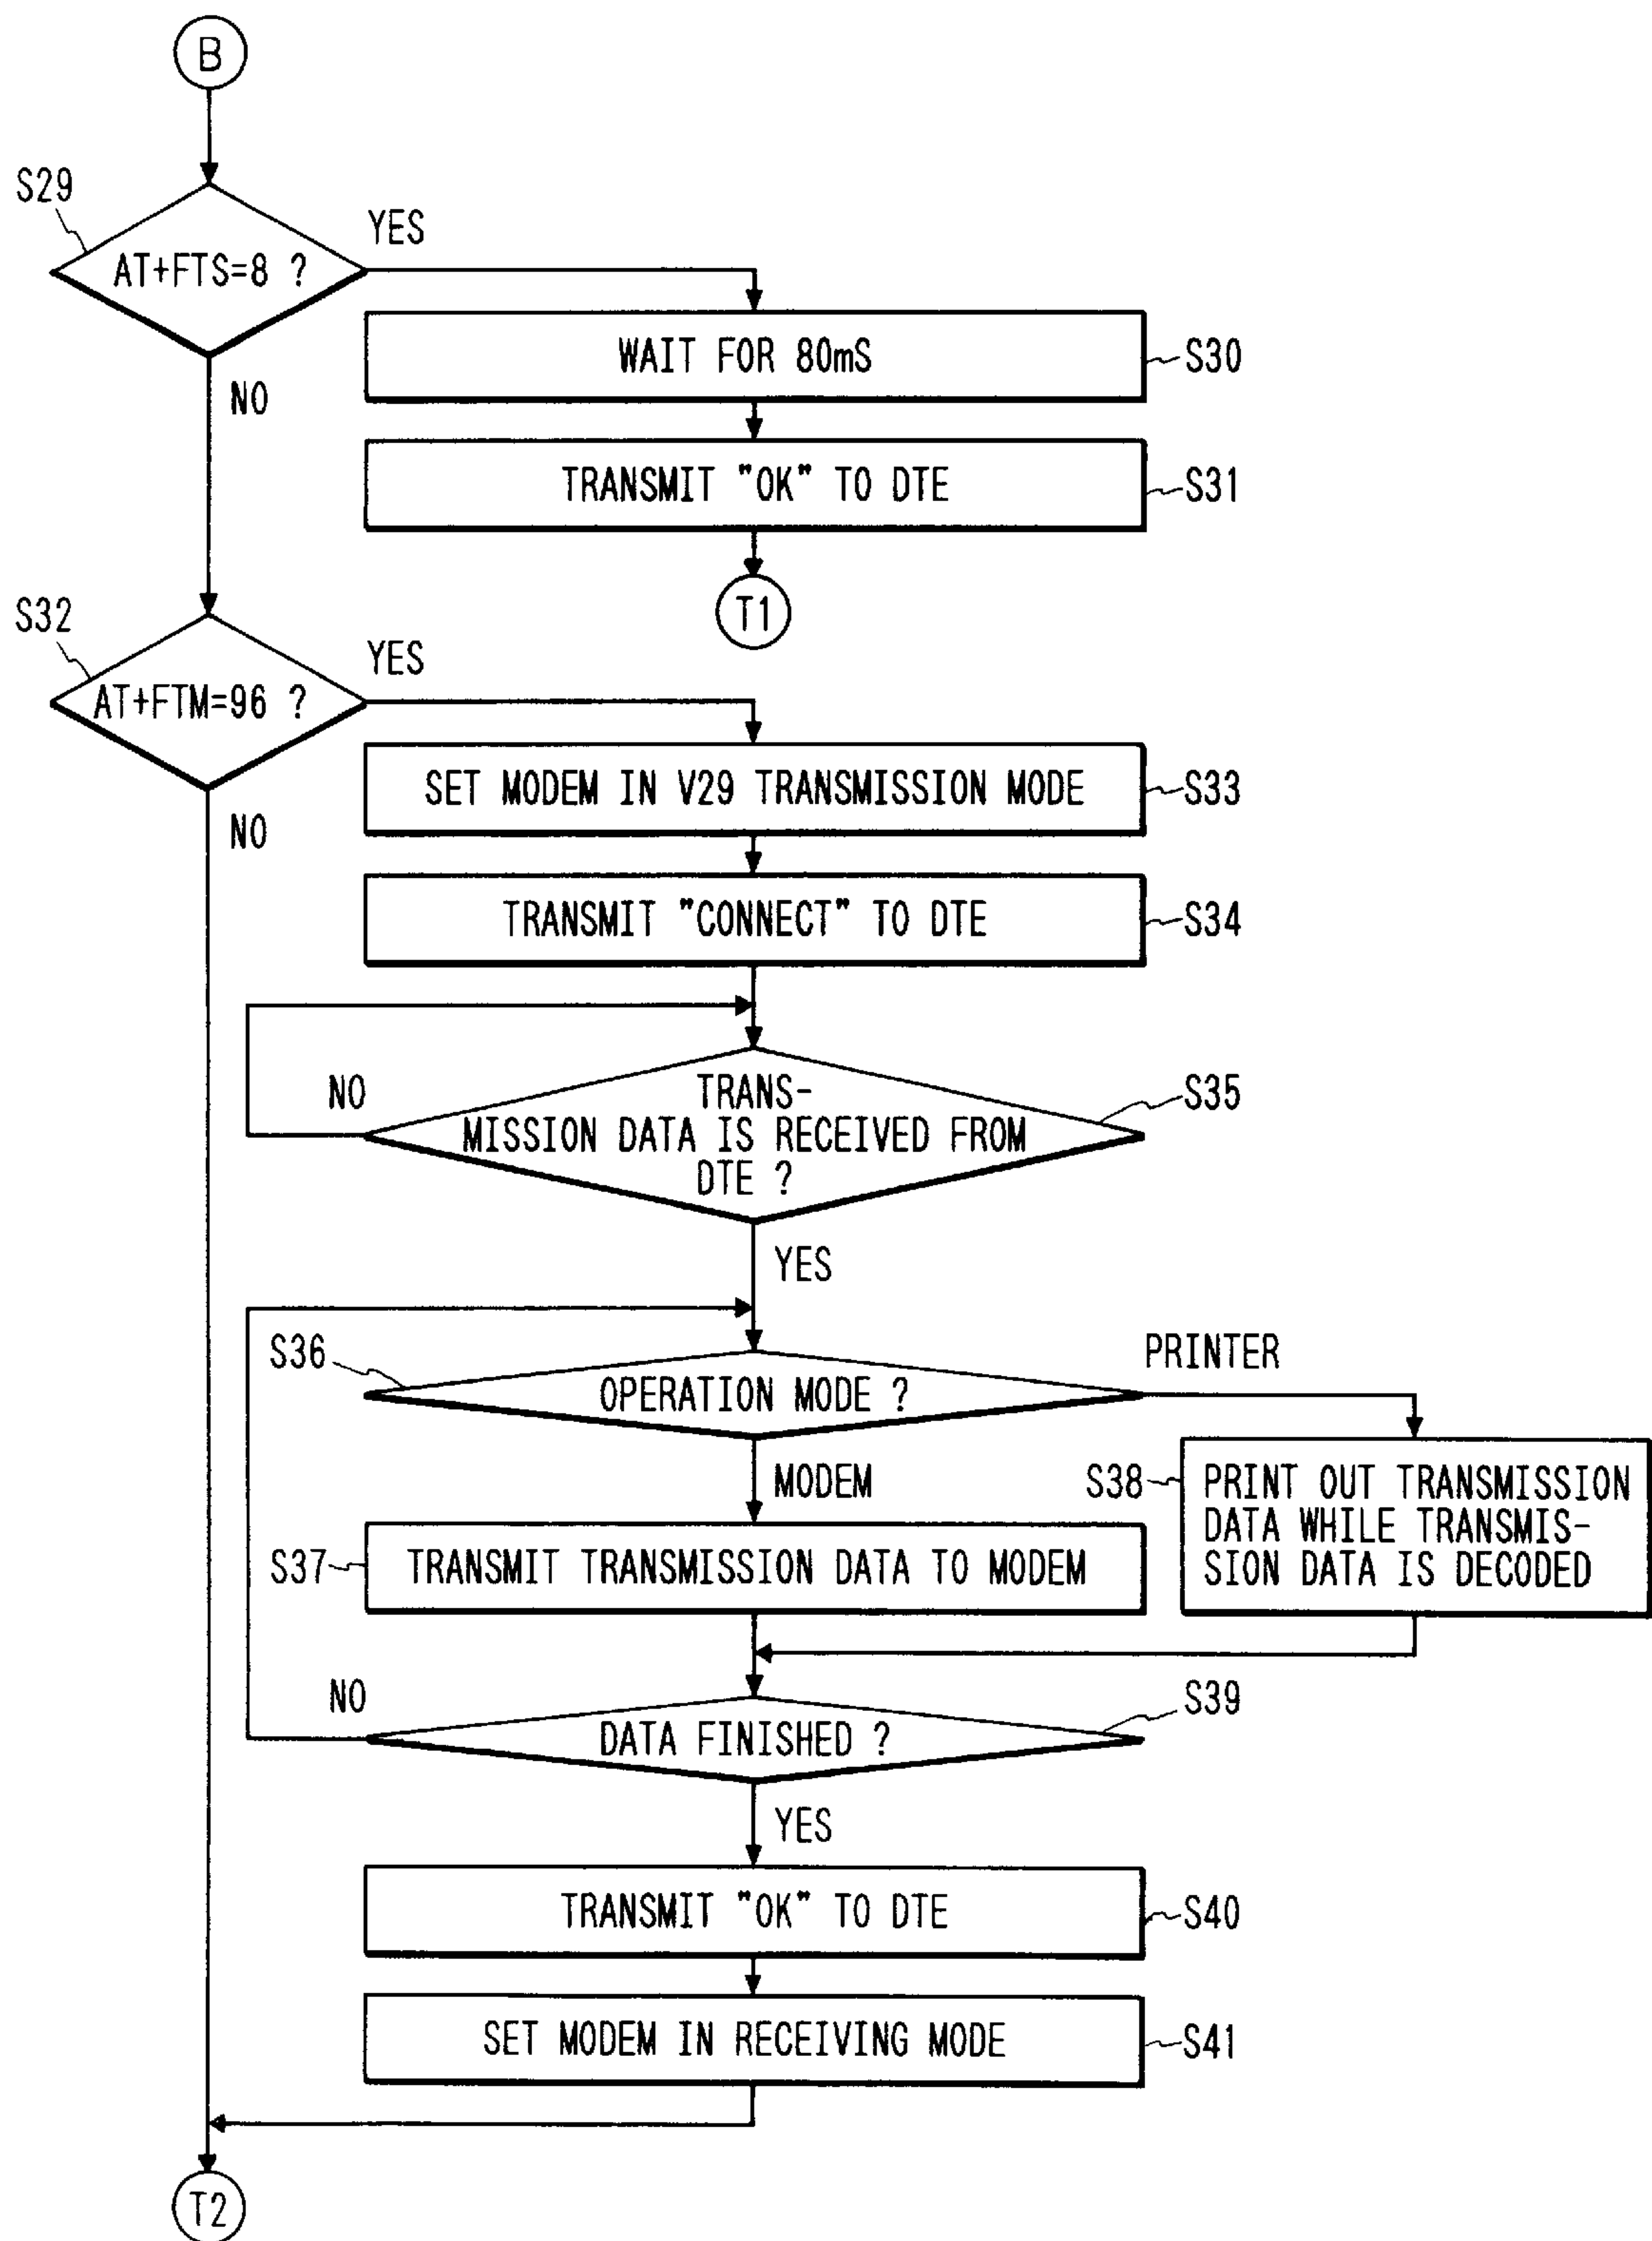 B
S29
AT+FTS=8 ?
YES
NO
WAIT FOR 80mS
S30
TRANSMIT "OK" TO DTE
S31
T1
S32
AT+FTM=96 ?
YES
NO
SET MODEM IN V29 TRANSMISSION MODE
S33
TRANSMIT "CONNECT" TO DTE
S34
NO
TRANS-
MISSION DATA IS RECEIVED FROM
DTE ?
S35
YES
S36
OPERATION MODE ?
PRINTER
MODEM
S37
TRANSMIT TRANSMISSION DATA TO MODEM
S38
PRINT OUT TRANSMISSION
DATA WHILE TRANSMIS-
SION DATA IS DECODED
NO
DATA FINISHED ?
S39
YES
TRANSMIT "OK" TO DTE
S40
SET MODEM IN RECEIVING MODE
S41
T2